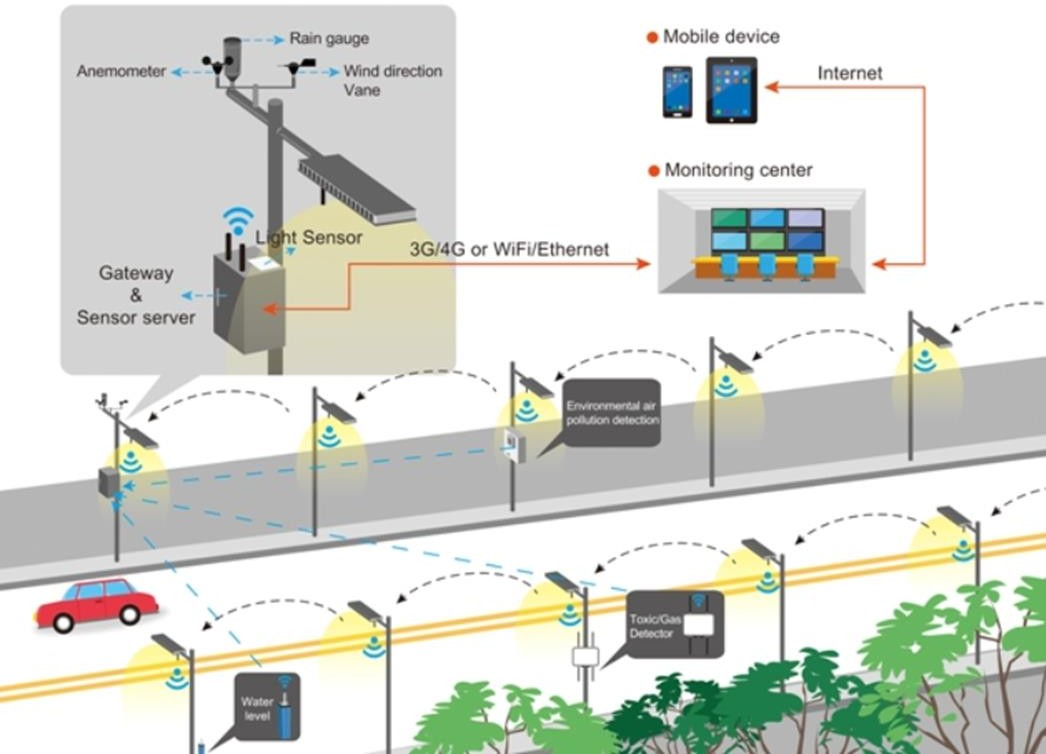 Rain gauge
Anemometer
Wind direction
Vane
Light Sensor
Gateway
&
Sensor server
3G/4G or WiFi/Ethernet
Mobile device
Internet
Monitoring center
Environmental air
pollution detection
Toxic/Gas
Detector
Water
level